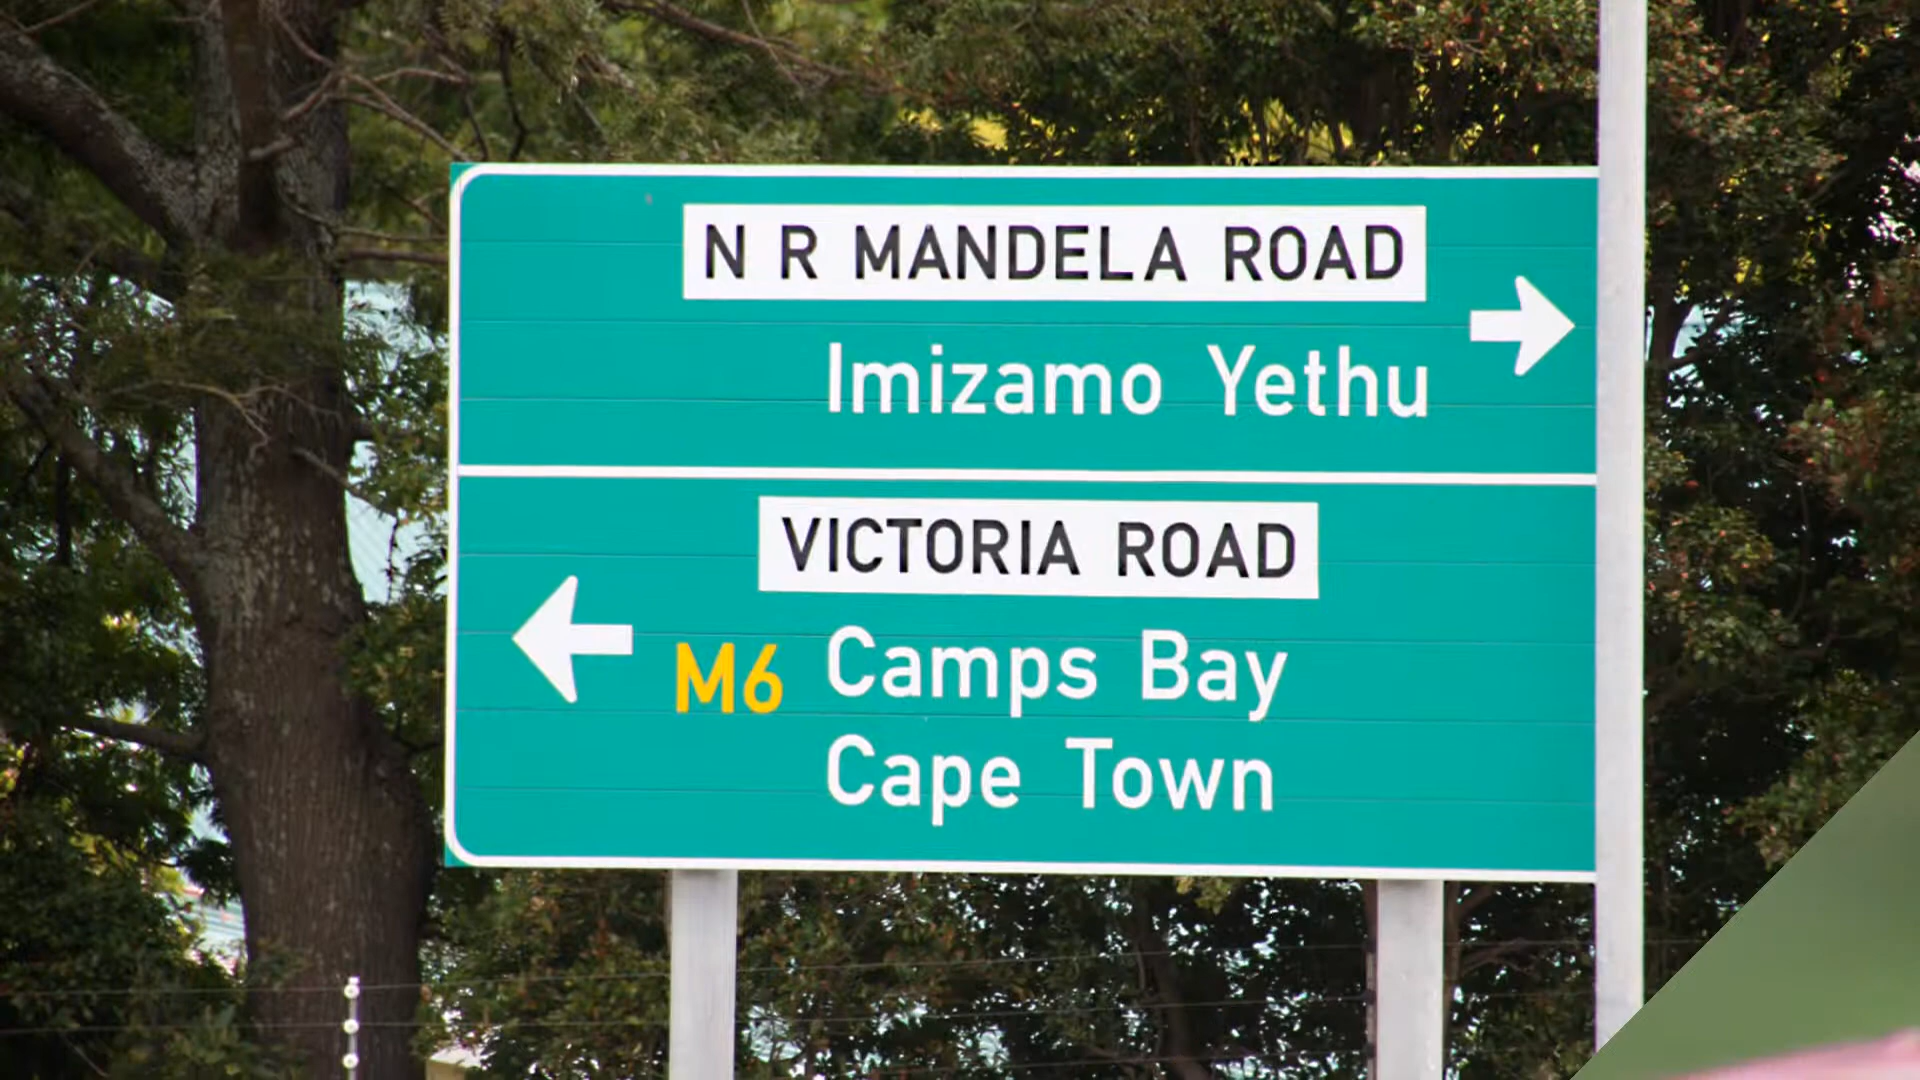 N R MANDELA ROAD
Imizamo Yethu
VICTORIA ROAD
M6 Camps Bay
Cape Town